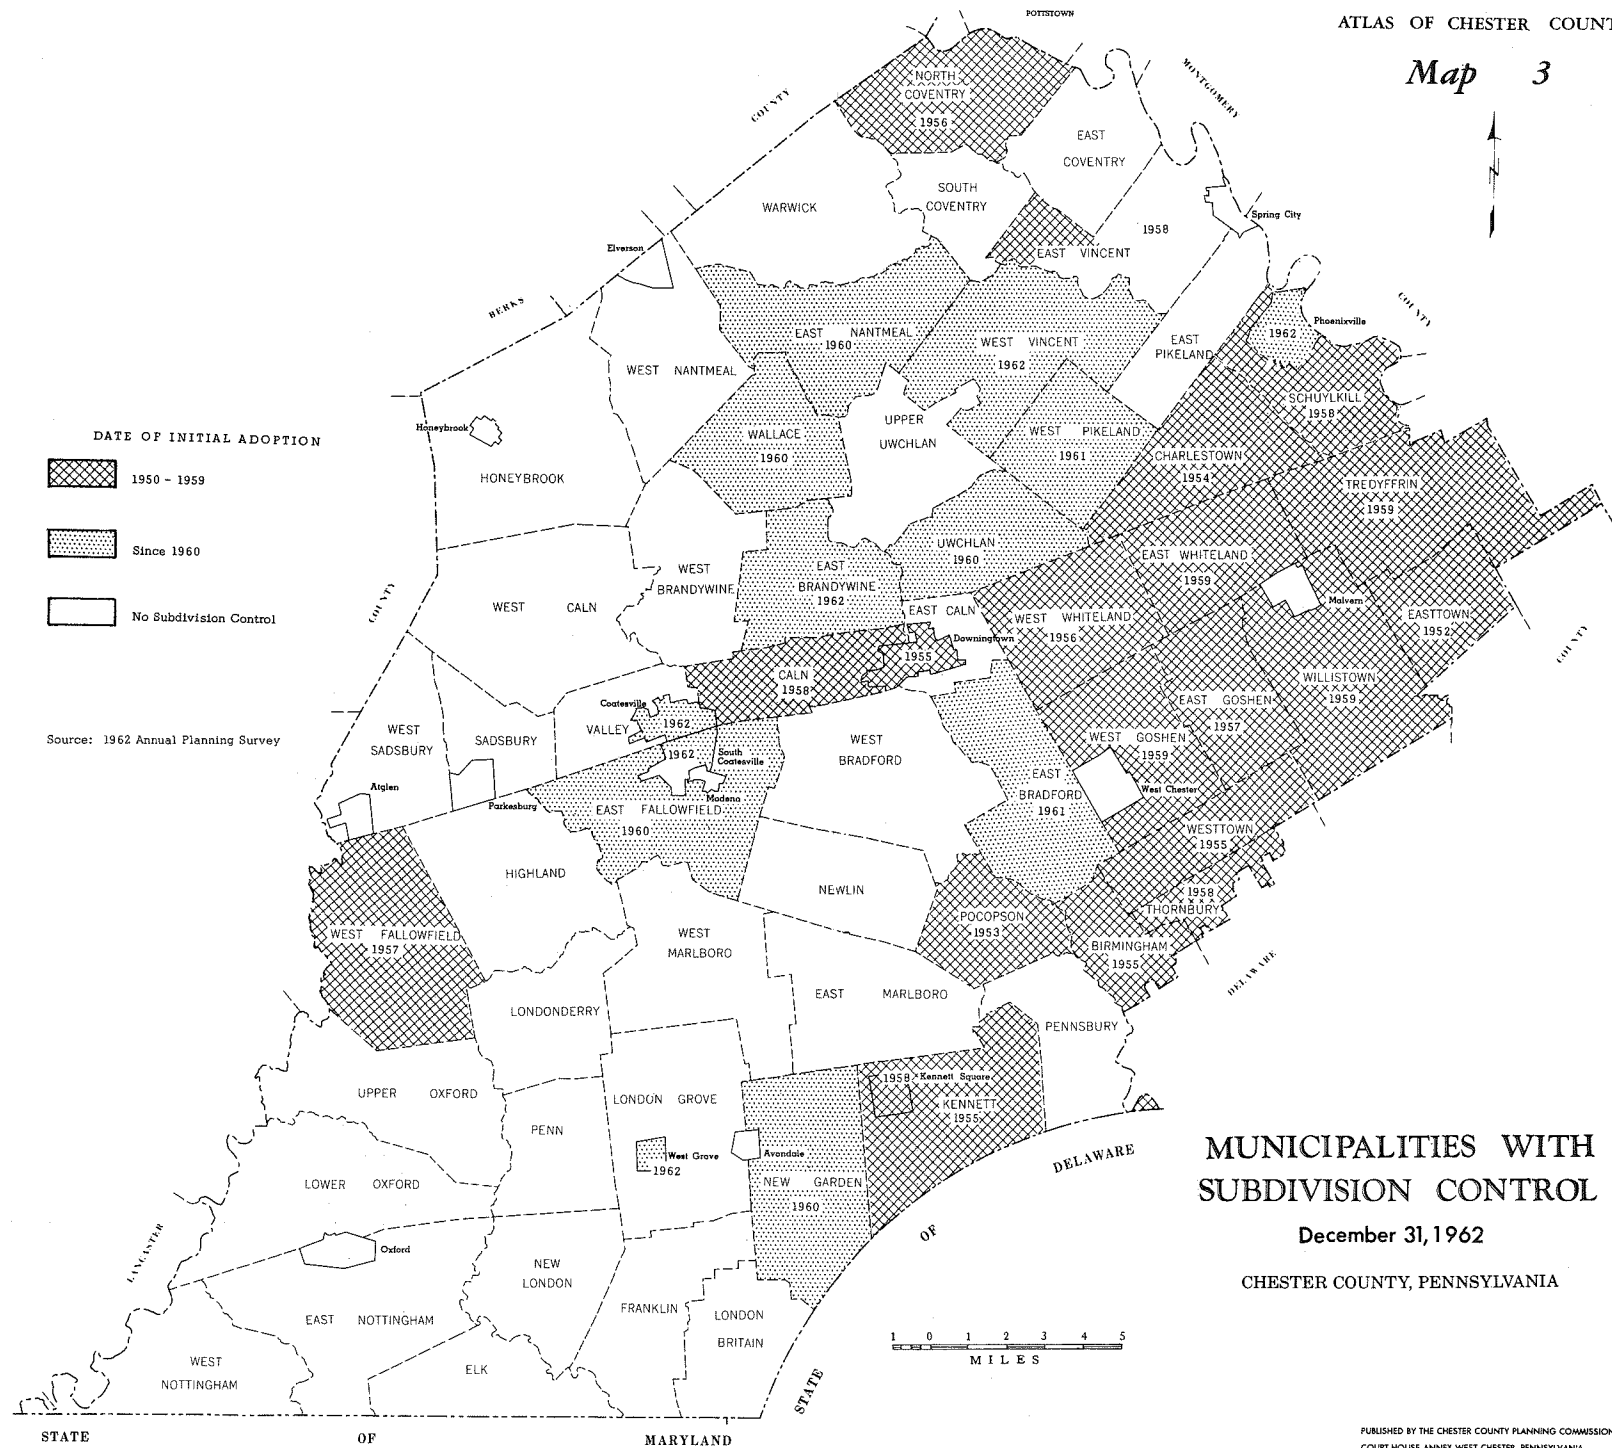 POTTSTOWN
ATLAS OF CHESTER COUNT
Map 3
MONTGOMERY
COUNTY
NORTH
COVENTRY
1956
EAST
COVENTRY
SOUTH
COVENTRY
WARWICK
Spring City
1958
EAST VINCENT
Elverson
BERKS
COUNTY
Phoenixville
1962
EAST NANTMEAL
1960
WEST VINCENT
1962
EAST
PIKELAND
WEST NANTMEAL
SCHUYLKILL
1958
Honeybrook
HONEYBROOK
UPPER
UWCHLAN
WALLACE
1960
WEST PIKELAND
1961
CHARLESTOWN
1954
TREDYFFRIN
1959
DATE OF INITIAL ADOPTION
1950 - 1959
Since 1960
No Subdivision Control
Source: 1962 Annual Planning Survey
UWCHLAN
1960
EAST WHITELAND
1959
WEST
BRANDYWINE
EAST
BRANDYWINE
1962
COUNTY
WEST CALN
EAST CALN
WEST WHITELAND
1956
Malvern
EASTTOWN
1952
COUNTY
Downingtown
1955
CALN
1958
WILLISTOWN
1959
EAST GOSHEN
1957
Coatesville
1962
VALLEY
WEST
SADSBURY
SADSBURY
WEST
BRADFORD
WEST GOSHEN
1959
1962
South
Coatesville
Modena
Atglen
Parkesburg
EAST
BRADFORD
1961
West Chester
EAST FALLOWFIELD
1960
WESTTOWN
1955
HIGHLAND
NEWLIN
1958
THORNBURY
POCOPSON
1953
WEST FALLOWFIELD
1957
WEST
MARLBORO
BIRMINGHAM
1955
DELAWARE
EAST MARLBORO
LONDONDERRY
PENNSBURY
1958
Kennett Square
KENNETT
1955
UPPER OXFORD
LONDON GROVE
PENN
West Grove
1962
Avondale
DELAWARE
OF
STATE
NEW GARDEN
1960
LOWER OXFORD
LANCASTER
Oxford
NEW
LONDON
FRANKLIN
LONDON
BRITAIN
EAST NOTTINGHAM
WEST
NOTTINGHAM
ELK
STATE OF MARYLAND
MUNICIPALITIES WITH
SUBDIVISION CONTROL
December 31, 1962
CHESTER COUNTY, PENNSYLVANIA
1 0 1 2 3 4 5
MILES
PUBLISHED BY THE CHESTER COUNTY PLANNING COMMISSION
COURT HOUSE ANNEX WEST CHESTER, PENNSYLVANIA